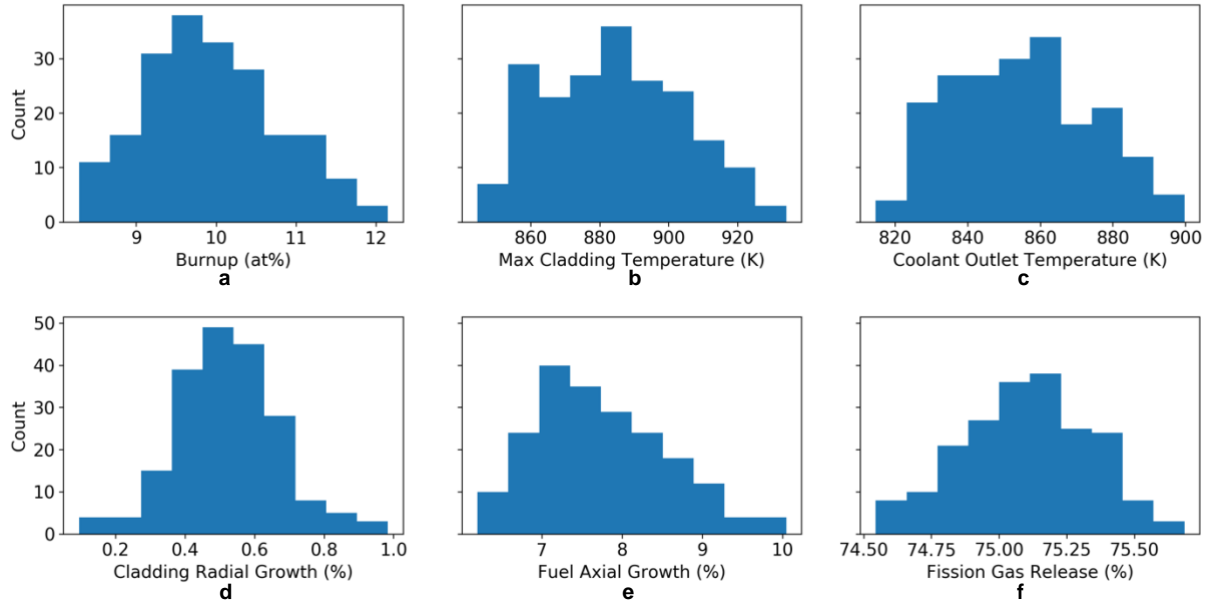 Count
30
20
10
0
9 10 11 12
Burnup (at%)
a
860 880 900 920
Max Cladding Temperature (K)
b
820 840 860 880 900
Coolant Outlet Temperature (K)
c
Count
50
40
30
20
10
0
0.2 0.4 0.6 0.8 1.0
Cladding Radial Growth (%)
d
7 8 9 10
Fuel Axial Growth (%)
e
74.50 74.75 75.00 75.25 75.50
Fission Gas Release (%)
f